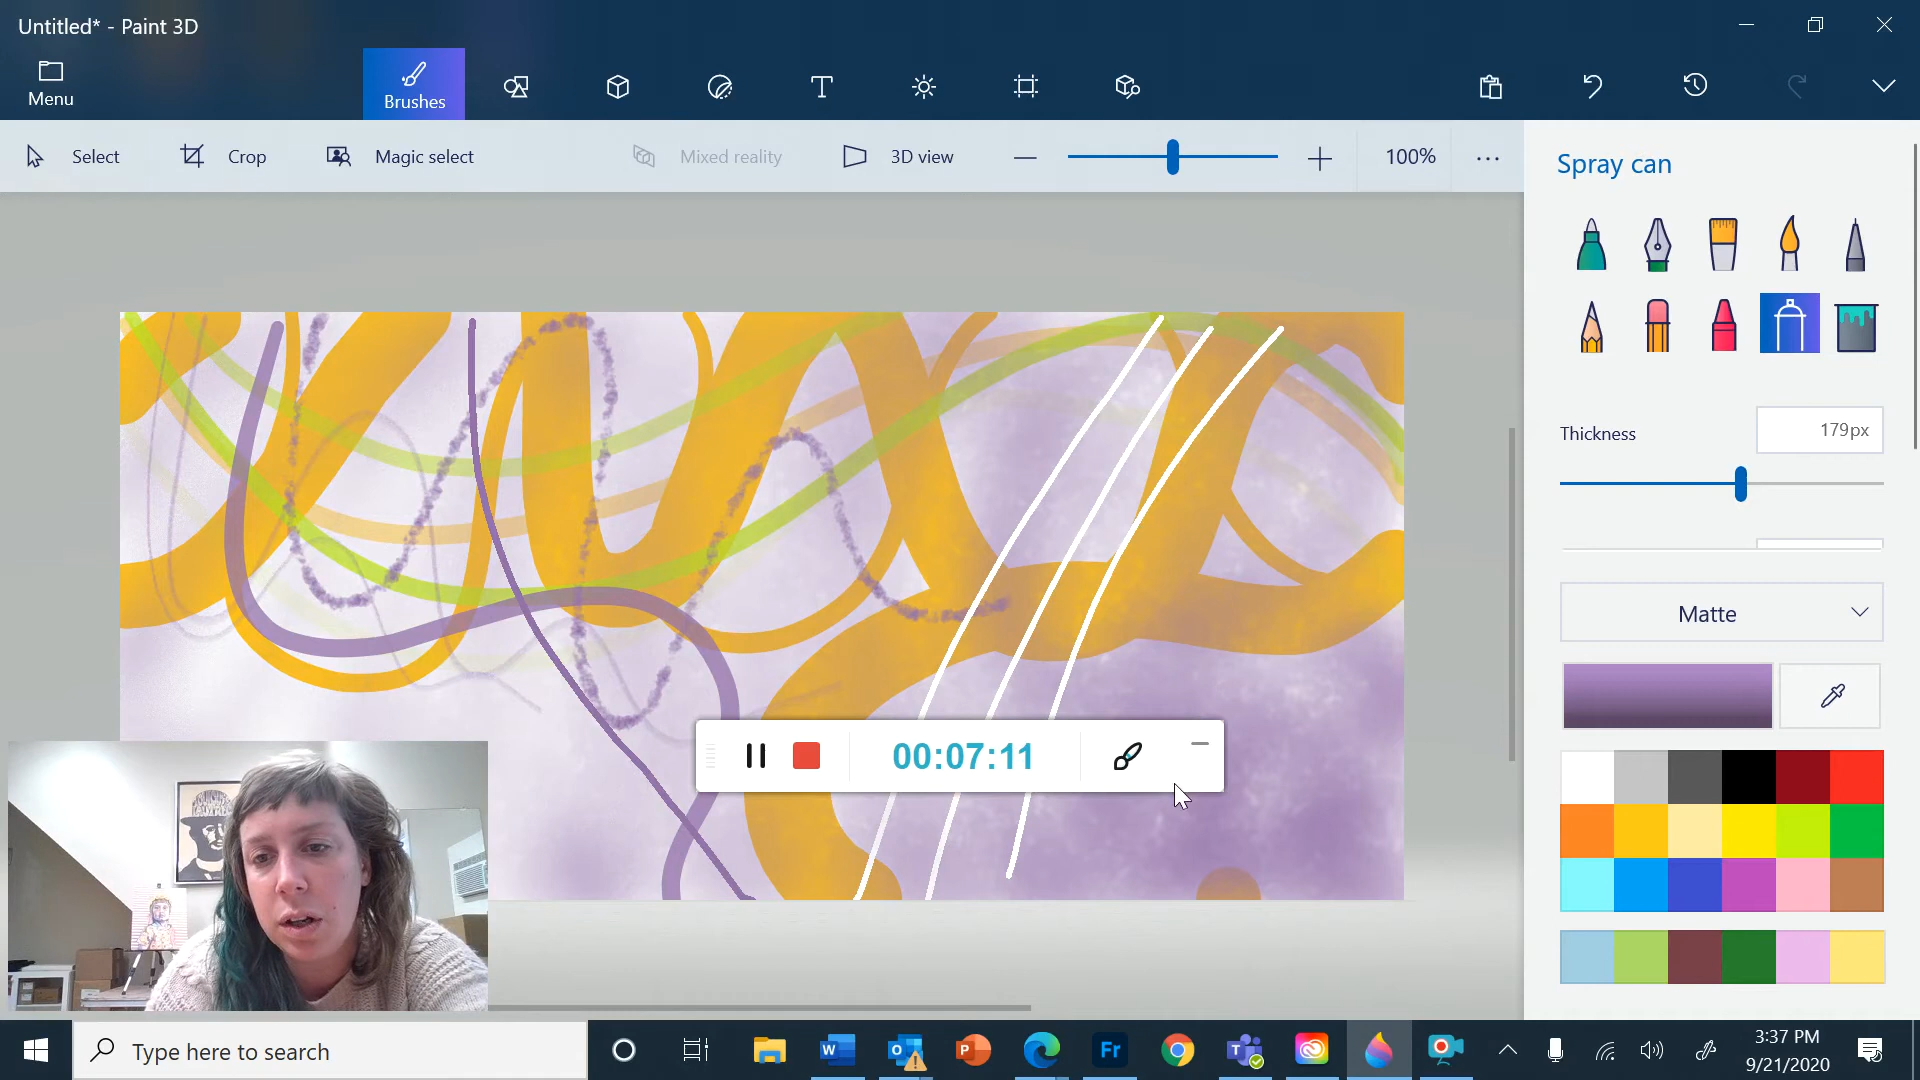 Untitled* - Paint 3D
Menu
Brushes
Select
Crop
Magic select
Mixed reality
3D view
100%
Spray can
Thickness
179px
Matte
00:07:11
Type here to search
Fr
3:37 PM
9/21/2020